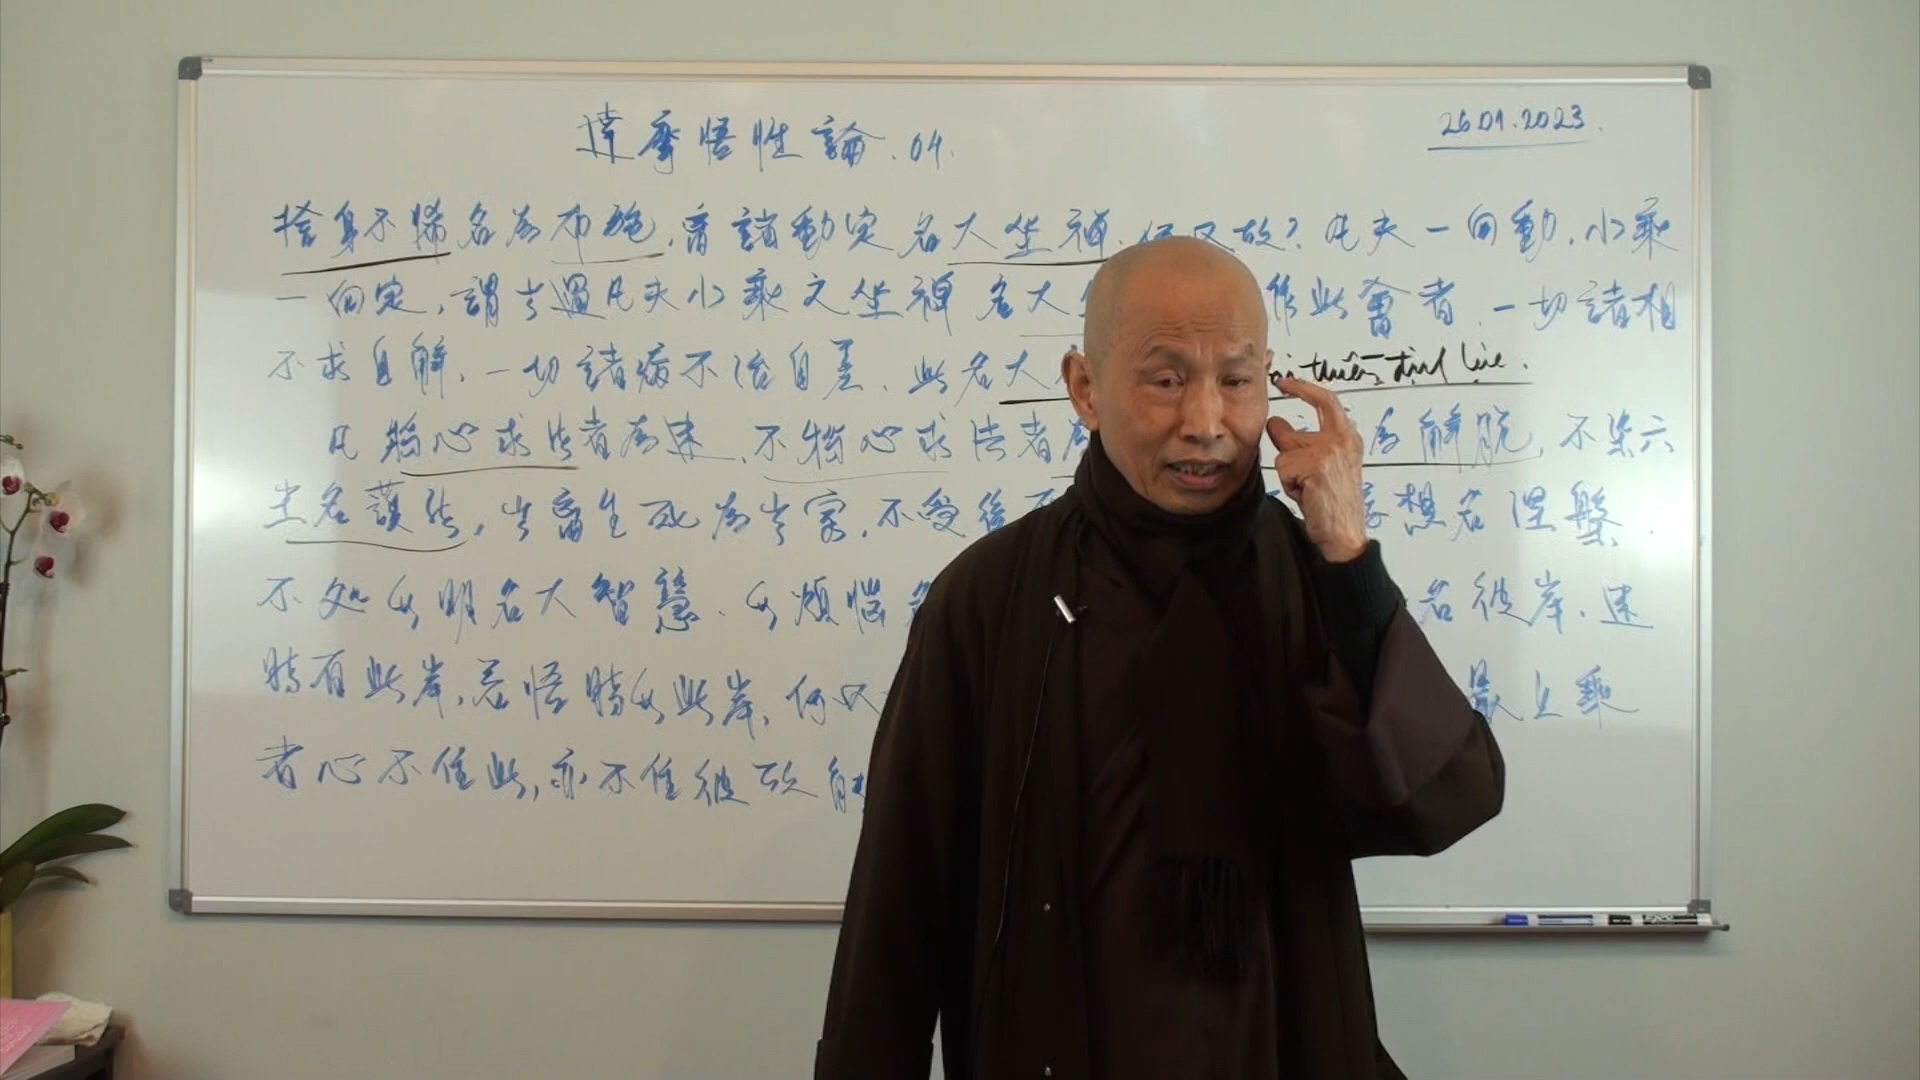 達摩悟性論.04.
26.01.2023.
捨身不悋名為布施,離諸動定名大坐禪.何以故?凡夫一向動,小乘
一向定,謂出過凡夫小乘之坐禪名大 作此會者,一切諸相
不求自解,一切諸病不治自差,此名大 thiền định lực.
凡將心求法者為迷,不將心求法者為 為解脫,不染六
塵名護法,出離生死為出家,不受後 想名涅槃.
不処無明名大智慧.無煩惱 名彼岸.迷
時有此岸,若悟時無此岸,何以 最上乘
者心不住此,亦不住彼故能